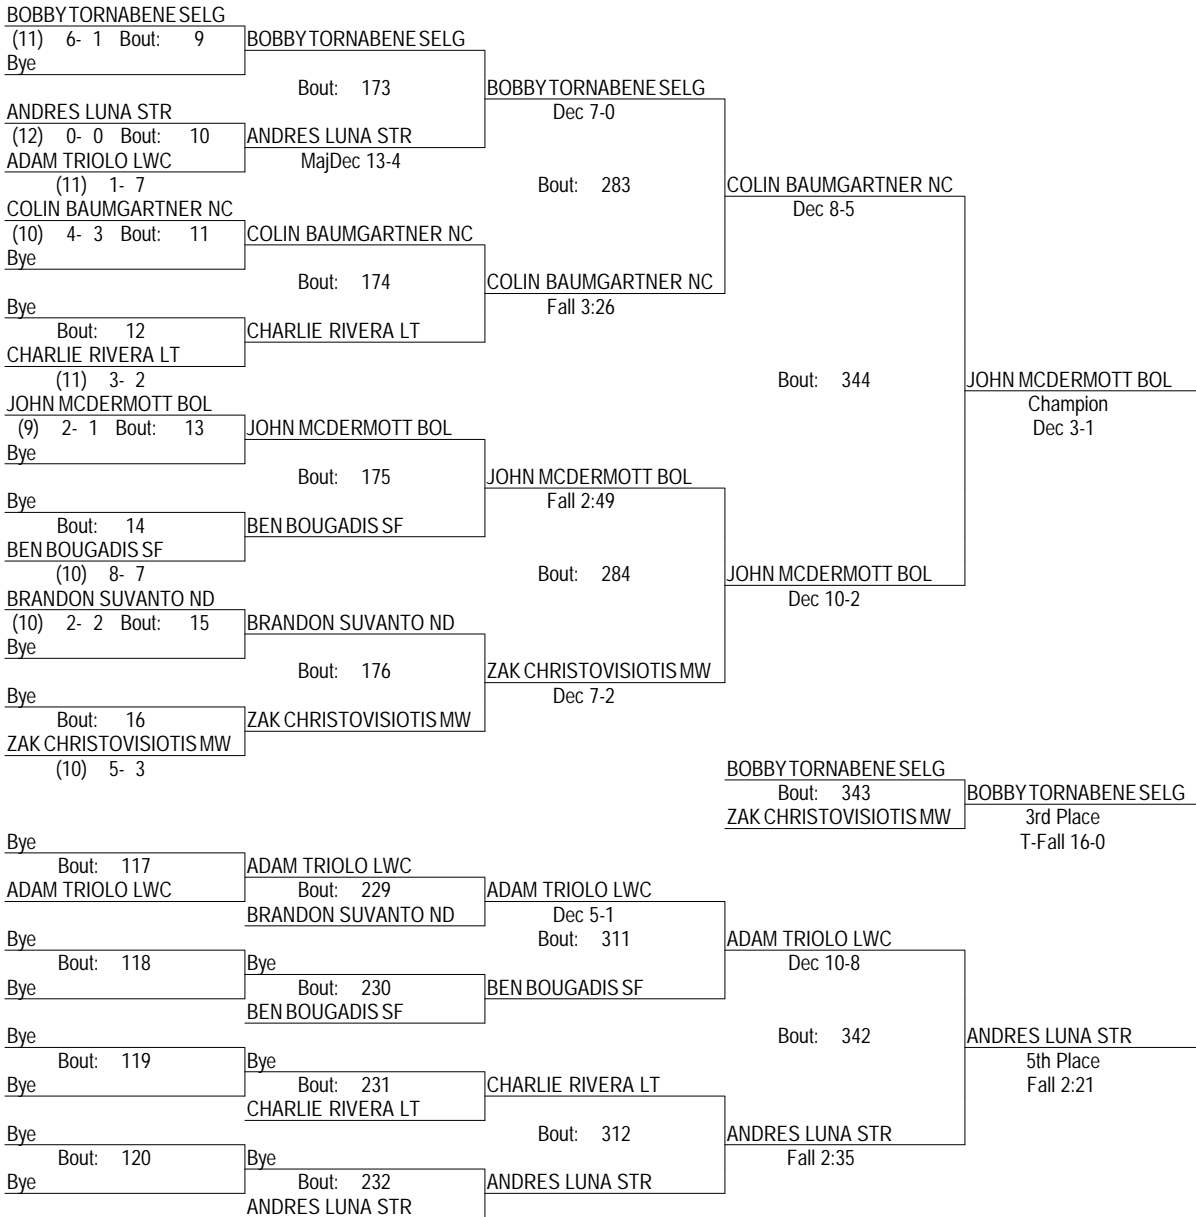 BOBBY TORNABENE SELG
(11) 6- 1 Bout: 9 BOBBY TORNABENE SELG
Bye
Bout: 173 BOBBY TORNABENE SELG
ANDRES LUNA STR Dec 7-0
(12) 0- 0 Bout: 10 ANDRES LUNA STR
ADAM TRIOLO LWC MajDec 13-4
(11) 1- 7 Bout: 283 COLIN BAUMGARTNER NC
COLIN BAUMGARTNER NC Dec 8-5
(10) 4- 3 Bout: 11 COLIN BAUMGARTNER NC
Bye
Bout: 174 COLIN BAUMGARTNER NC
Bye Fall 3:26
Bout: 12 CHARLIE RIVERA LT
CHARLIE RIVERA LT
(11) 3- 2 Bout: 344 JOHN MCDERMOTT BOL
JOHN MCDERMOTT BOL Champion
(9) 2- 1 Bout: 13 JOHN MCDERMOTT BOL Dec 3-1
Bye
Bout: 175 JOHN MCDERMOTT BOL
Bye Fall 2:49
Bout: 14 BEN BOUGADIS SF
BEN BOUGADIS SF
(10) 8- 7 Bout: 284 JOHN MCDERMOTT BOL
BRANDON SUVANTO ND Dec 10-2
(10) 2- 2 Bout: 15 BRANDON SUVANTO ND
Bye
Bout: 176 ZAK CHRISTOVISIOTIS MW
Bye Dec 7-2
Bout: 16 ZAK CHRISTOVISIOTIS MW
ZAK CHRISTOVISIOTIS MW
(10) 5- 3 BOBBY TORNABENE SELG
Bout: 343 BOBBY TORNABENE SELG
ZAK CHRISTOVISIOTIS MW 3rd Place
Bye T-Fall 16-0
Bout: 117 ADAM TRIOLO LWC
ADAM TRIOLO LWC Bout: 229 ADAM TRIOLO LWC
BRANDON SUVANTO ND Dec 5-1
Bye Bout: 311 ADAM TRIOLO LWC
Bout: 118 Bye Dec 10-8
Bye Bout: 230 BEN BOUGADIS SF
BEN BOUGADIS SF
Bye Bout: 342 ANDRES LUNA STR
Bout: 119 Bye 5th Place
Bye Bout: 231 CHARLIE RIVERA LT Fall 2:21
CHARLIE RIVERA LT
Bye Bout: 312 ANDRES LUNA STR
Bout: 120 Bye Fall 2:35
Bye Bout: 232 ANDRES LUNA STR
ANDRES LUNA STR